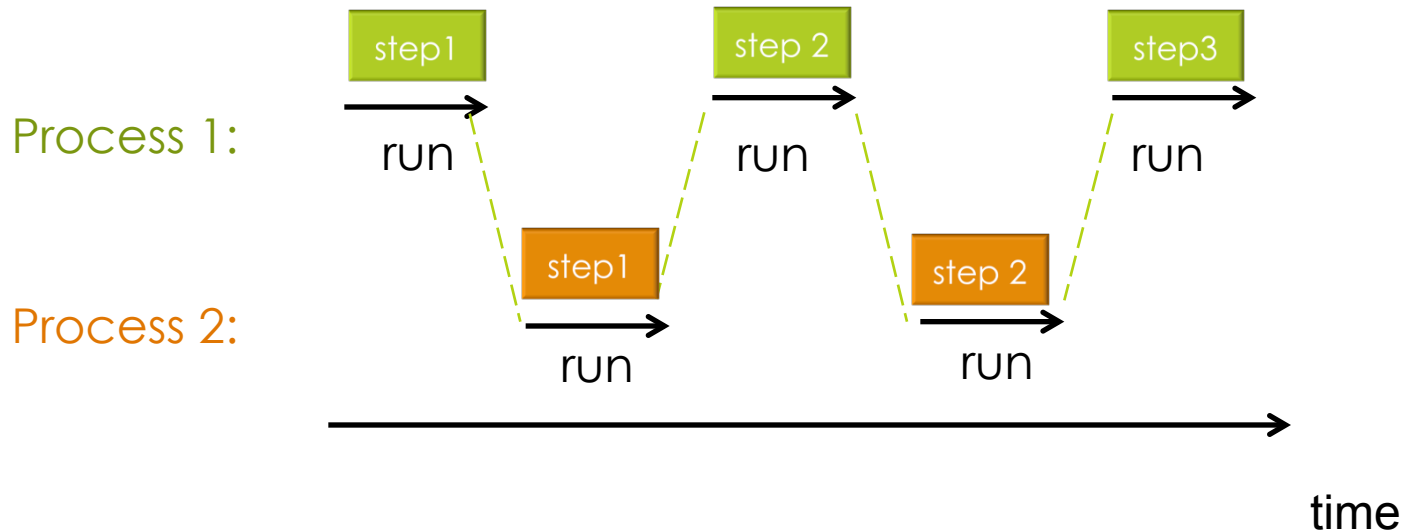 step1
step 2
step3
Process 1:
run
run
run
step1
step 2
Process 2:
run
run
time